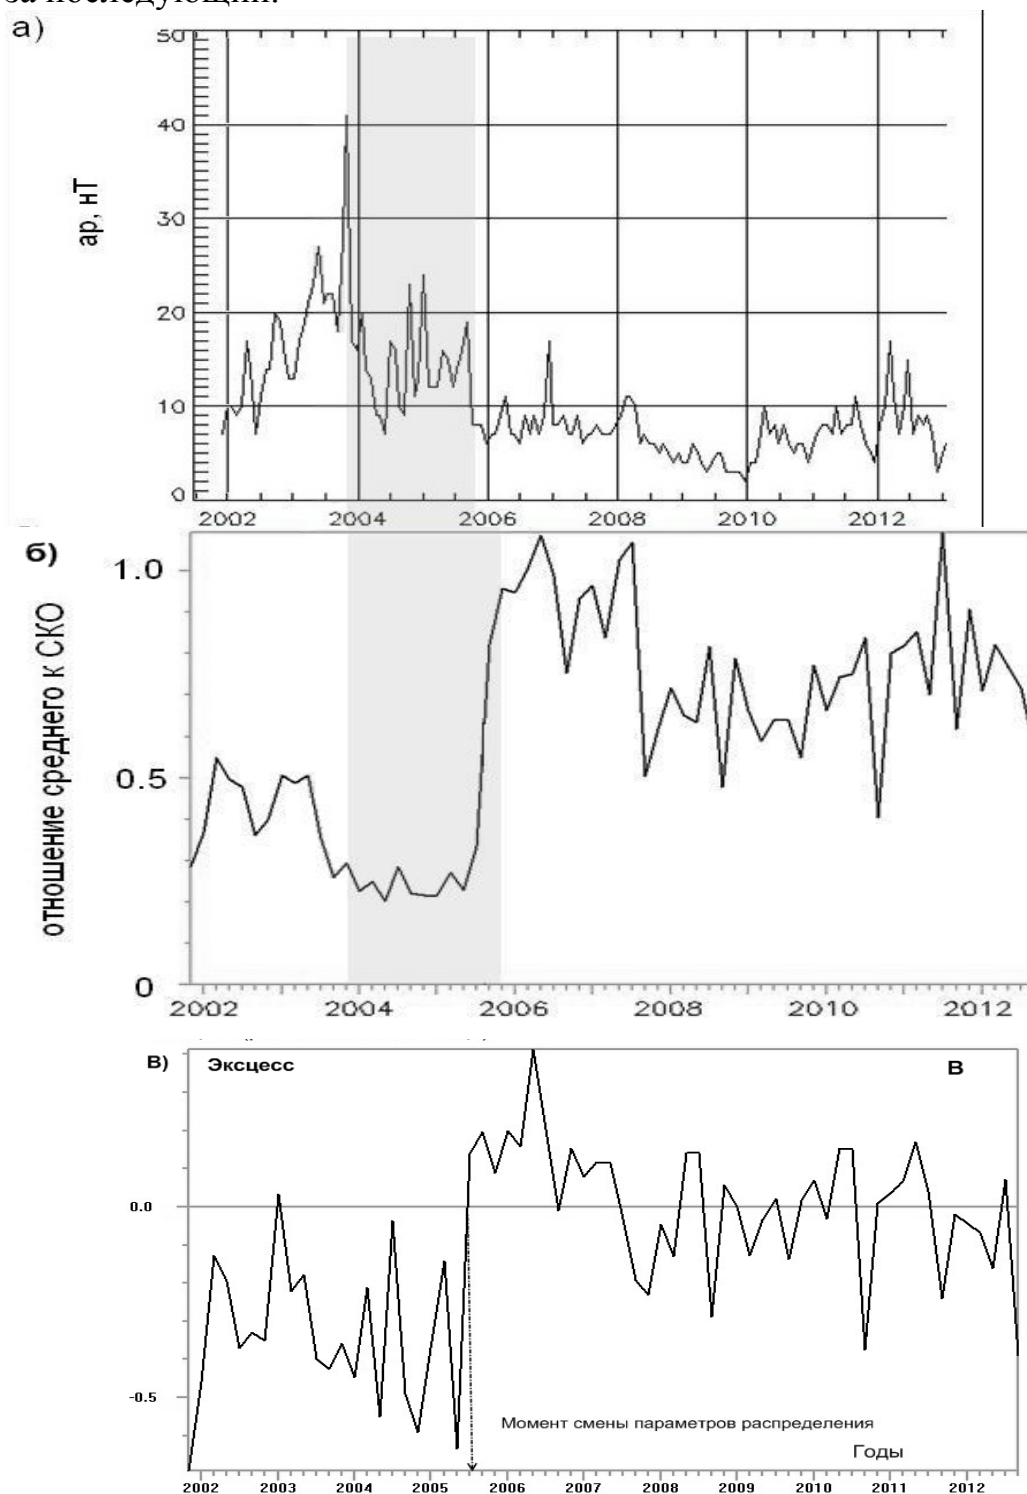 за последующий.
а)
50
40
30
20
10
0
ар, нТ
2002 2004 2006 2008 2010 2012
б)
1.0
0.5
0
отношение среднего к СКО
2002 2004 2006 2008 2010 2012
в) Эксцесс В
0.0
-0.5
Момент смены параметров распределения
Годы
2002 2003 2004 2005 2006 2007 2008 2009 2010 2011 2012